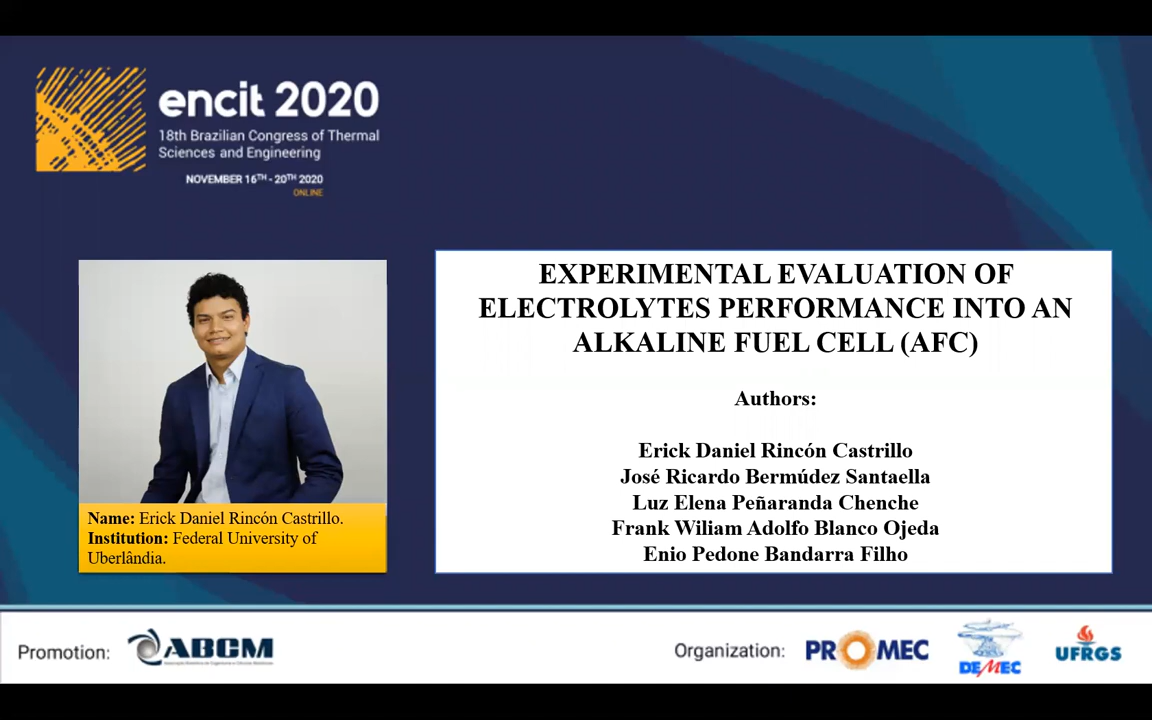 encit 2020
18th Brazilian Congress of Thermal
Sciences and Engineering
NOVEMBER 16TH - 20TH 2020
ONLINE
EXPERIMENTAL EVALUATION OF
ELECTROLYTES PERFORMANCE INTO AN
ALKALINE FUEL CELL (AFC)
Authors:
Erick Daniel Rincón Castrillo
José Ricardo Bermúdez Santaella
Luz Elena Peñaranda Chenche
Frank Wiliam Adolfo Blanco Ojeda
Enio Pedone Bandarra Filho
Name: Erick Daniel Rincón Castrillo.
Institution: Federal University of
Uberlândia.
Promotion:
ABCM
Organization:
PROMEC
DEMEC
UFRGS